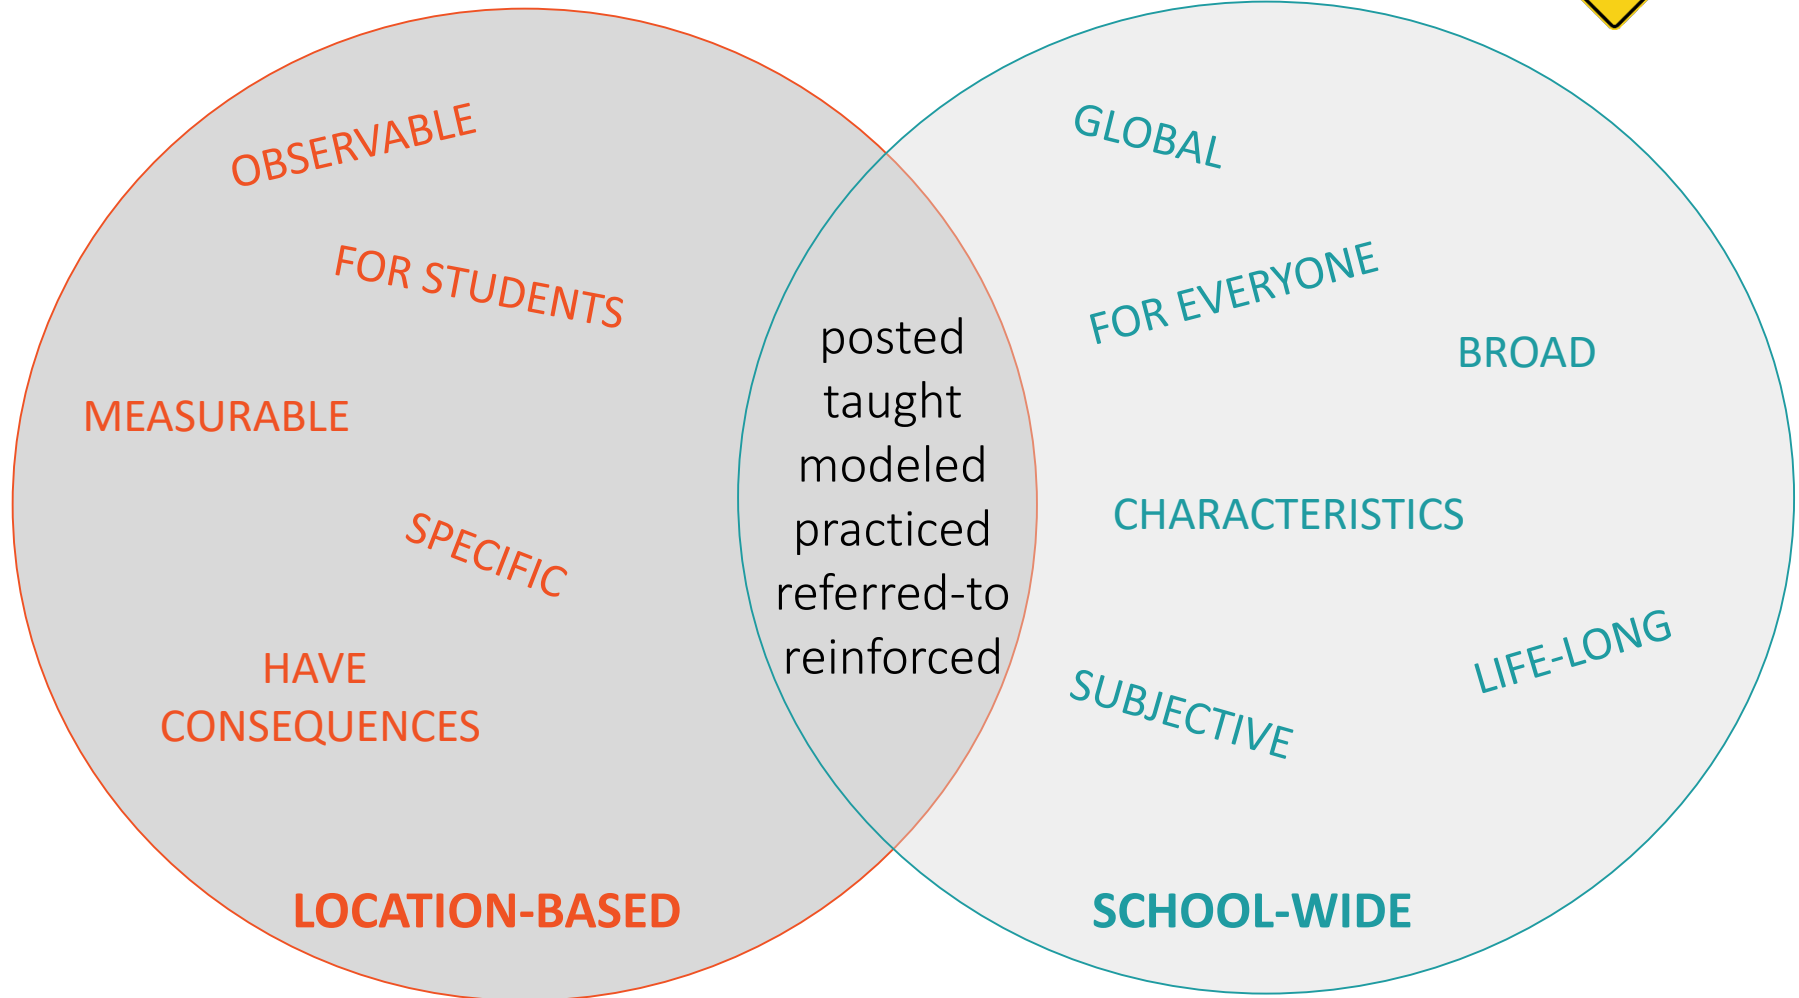 OBSERVABLE
FOR STUDENTS
MEASURABLE
SPECIFIC
HAVE
CONSEQUENCES
LOCATION-BASED
posted
taught
modeled
practiced
referred-to
reinforced
GLOBAL
FOR EVERYONE
BROAD
CHARACTERISTICS
LIFE-LONG
SUBJECTIVE
SCHOOL-WIDE